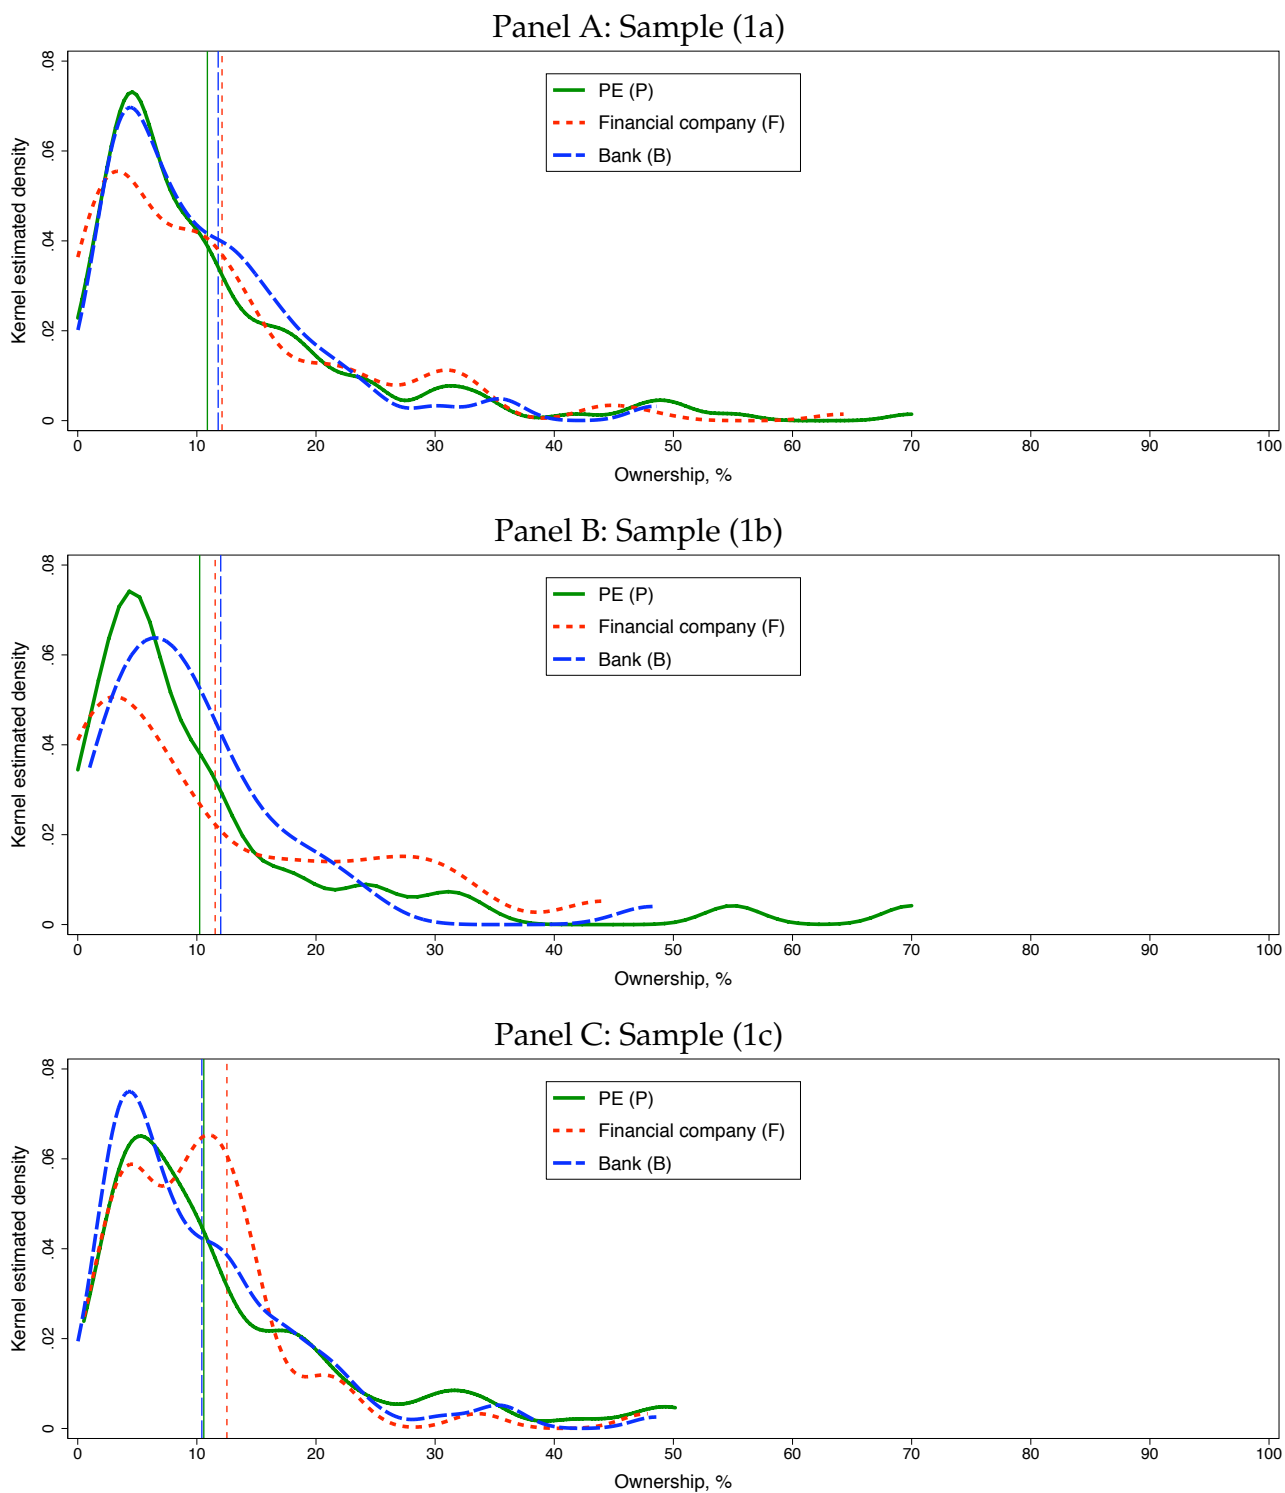 Panel A: Sample (1a)
Kernel estimated density
0 .02 .04 .06 .08
PE (P)
Financial company (F)
Bank (B)
0 10 20 30 40 50 60 70 80 90 100
Ownership, %
Panel B: Sample (1b)
Kernel estimated density
0 .02 .04 .06 .08
PE (P)
Financial company (F)
Bank (B)
0 10 20 30 40 50 60 70 80 90 100
Ownership, %
Panel C: Sample (1c)
Kernel estimated density
0 .02 .04 .06 .08
PE (P)
Financial company (F)
Bank (B)
0 10 20 30 40 50 60 70 80 90 100
Ownership, %